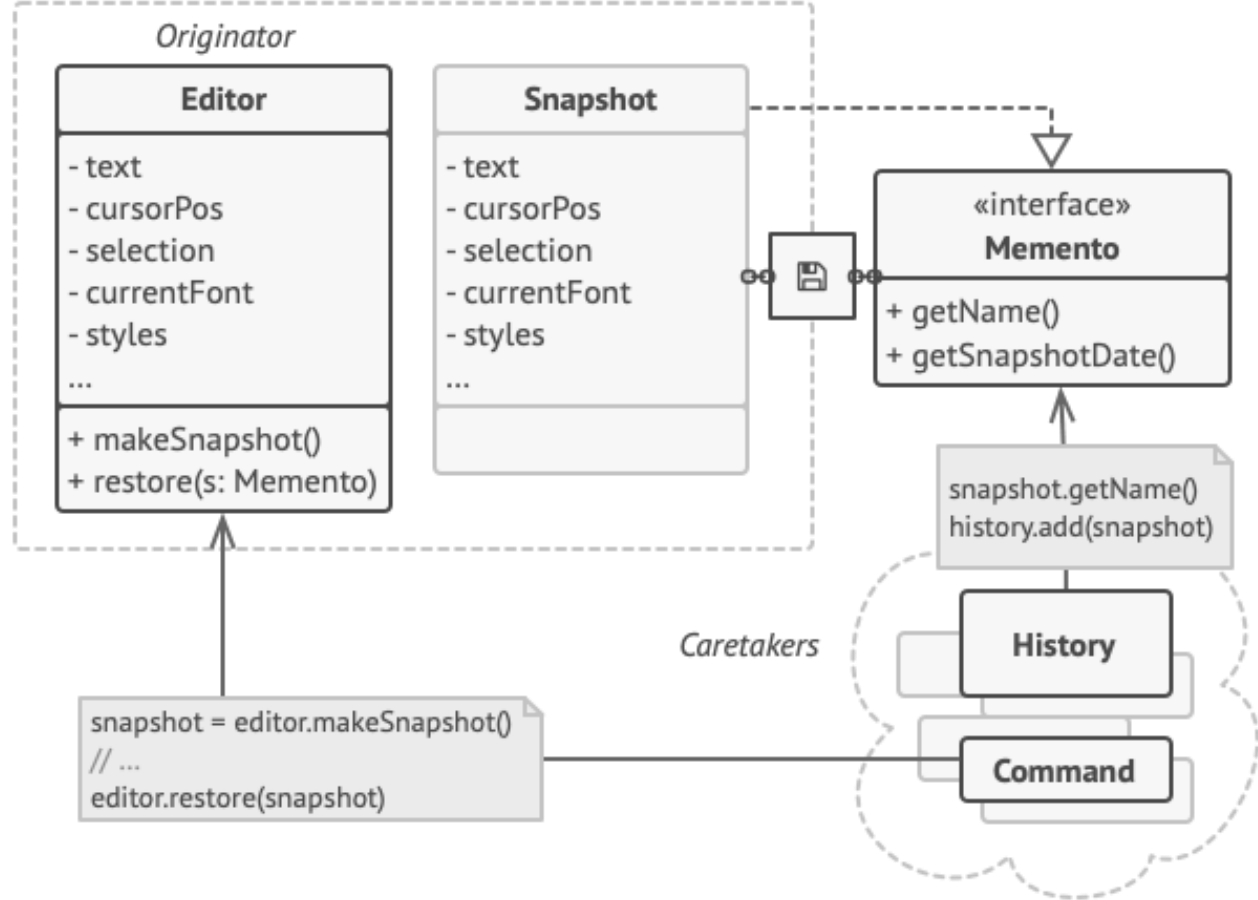 Originator
Editor
- text
- cursorPos
- selection
- currentFont
- styles
...
+ makeSnapshot()
+ restore(s: Memento)
Snapshot
- text
- cursorPos
- selection
- currentFont
- styles
...
«interface»
Memento
+ getName()
+ getSnapshotDate()
snapshot.getName()
history.add(snapshot)
Caretakers
History
Command
snapshot = editor.makeSnapshot()
// ...
editor.restore(snapshot)